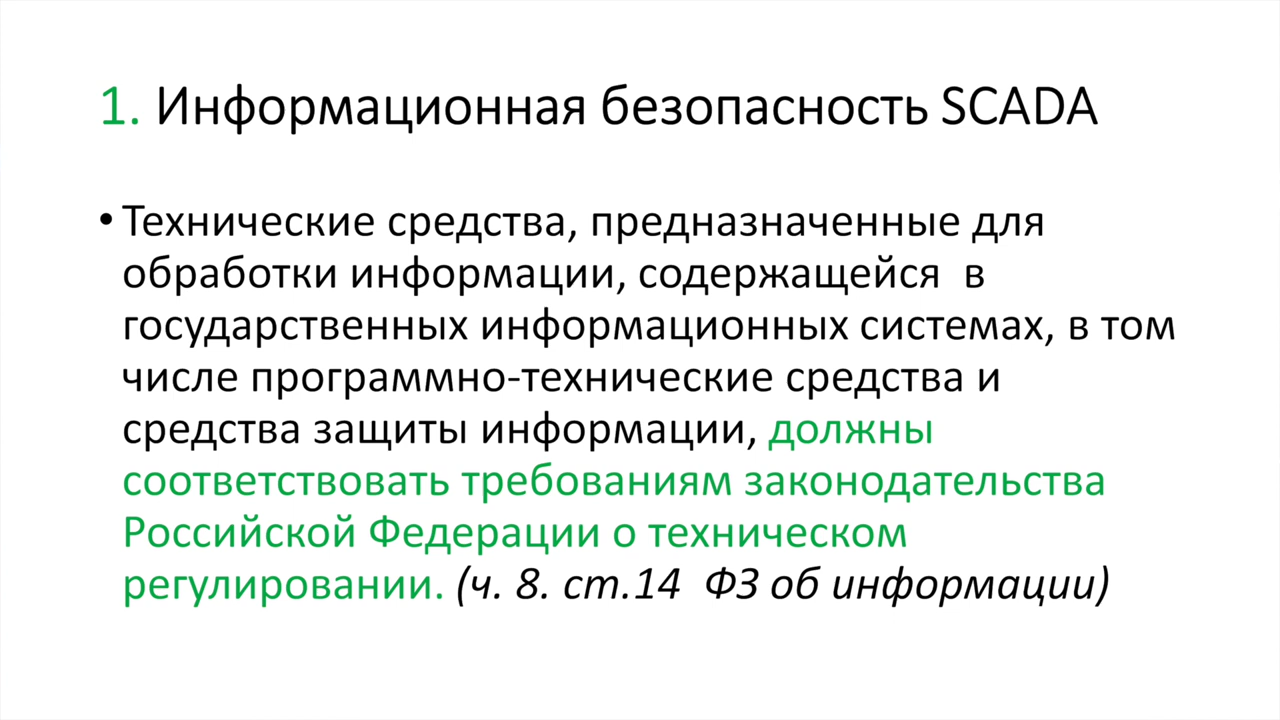 1. Информационная безопасность SCADA
• Технические средства, предназначенные для
обработки информации, содержащейся  в
государственных информационных системах, в том
числе программно-технические средства и
средства защиты информации, должны
соответствовать требованиям законодательства
Российской Федерации о техническом
регулировании. (ч. 8. ст.14  ФЗ об информации)